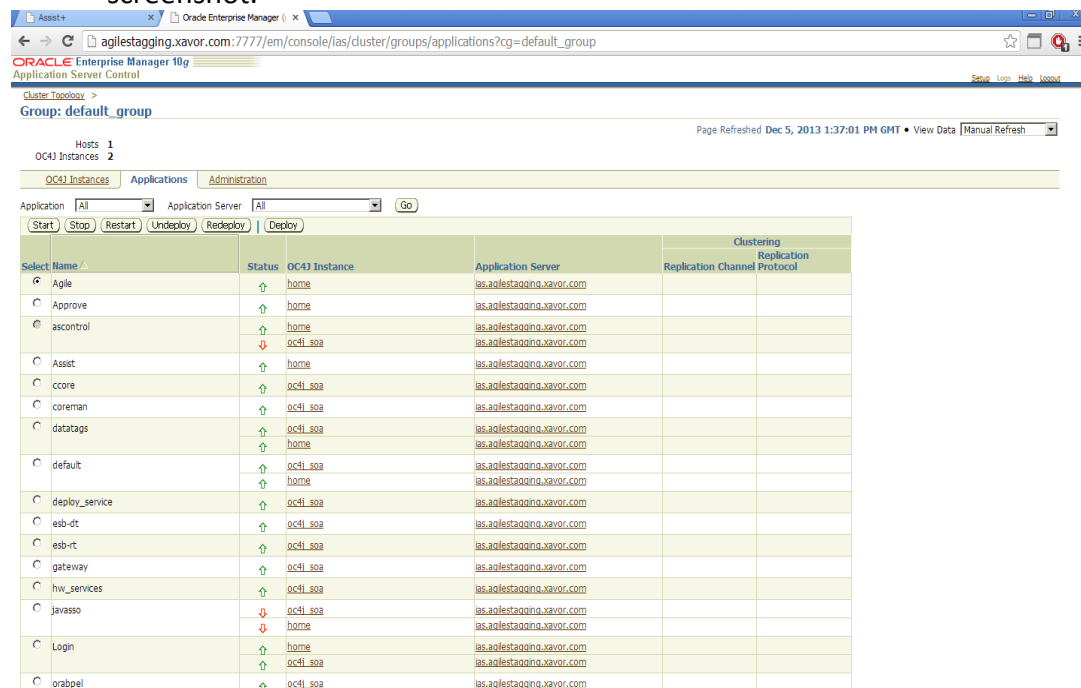 screenshot:
Assist+ × Oracle Enterprise Manager ( ×
agilestagging.xavor.com:7777/em/console/ias/cluster/groups/applications?cg=default_group
ORACLE Enterprise Manager 10g
Application Server Control
Setup Logs Help Logout
Cluster Topology >
Group: default_group
Page Refreshed Dec 5, 2013 1:37:01 PM GMT • View Data Manual Refresh
Hosts 1
OC4J Instances 2
OC4J Instances Applications Administration
Application All Application Server All Go
Start Stop Restart Undeploy Redeploy | Deploy
Clustering
Select Name Status OC4J Instance Application Server Replication Channel Replication Protocol
Agile home ias.agilestagging.xavor.com
Approve home ias.agilestagging.xavor.com
ascontrol home ias.agilestagging.xavor.com
oc4j_soa ias.agilestagging.xavor.com
Assist home ias.agilestagging.xavor.com
ccore oc4j_soa ias.agilestagging.xavor.com
coreman oc4j_soa ias.agilestagging.xavor.com
datatags oc4j_soa ias.agilestagging.xavor.com
home ias.agilestagging.xavor.com
default oc4j_soa ias.agilestagging.xavor.com
home ias.agilestagging.xavor.com
deploy_service oc4j_soa ias.agilestagging.xavor.com
esb-dt oc4j_soa ias.agilestagging.xavor.com
esb-rt oc4j_soa ias.agilestagging.xavor.com
gateway oc4j_soa ias.agilestagging.xavor.com
hw_services oc4j_soa ias.agilestagging.xavor.com
javasso oc4j_soa ias.agilestagging.xavor.com
home ias.agilestagging.xavor.com
Login home ias.agilestagging.xavor.com
oc4j_soa ias.agilestagging.xavor.com
orabpel oc4j_soa ias.agilestagging.xavor.com